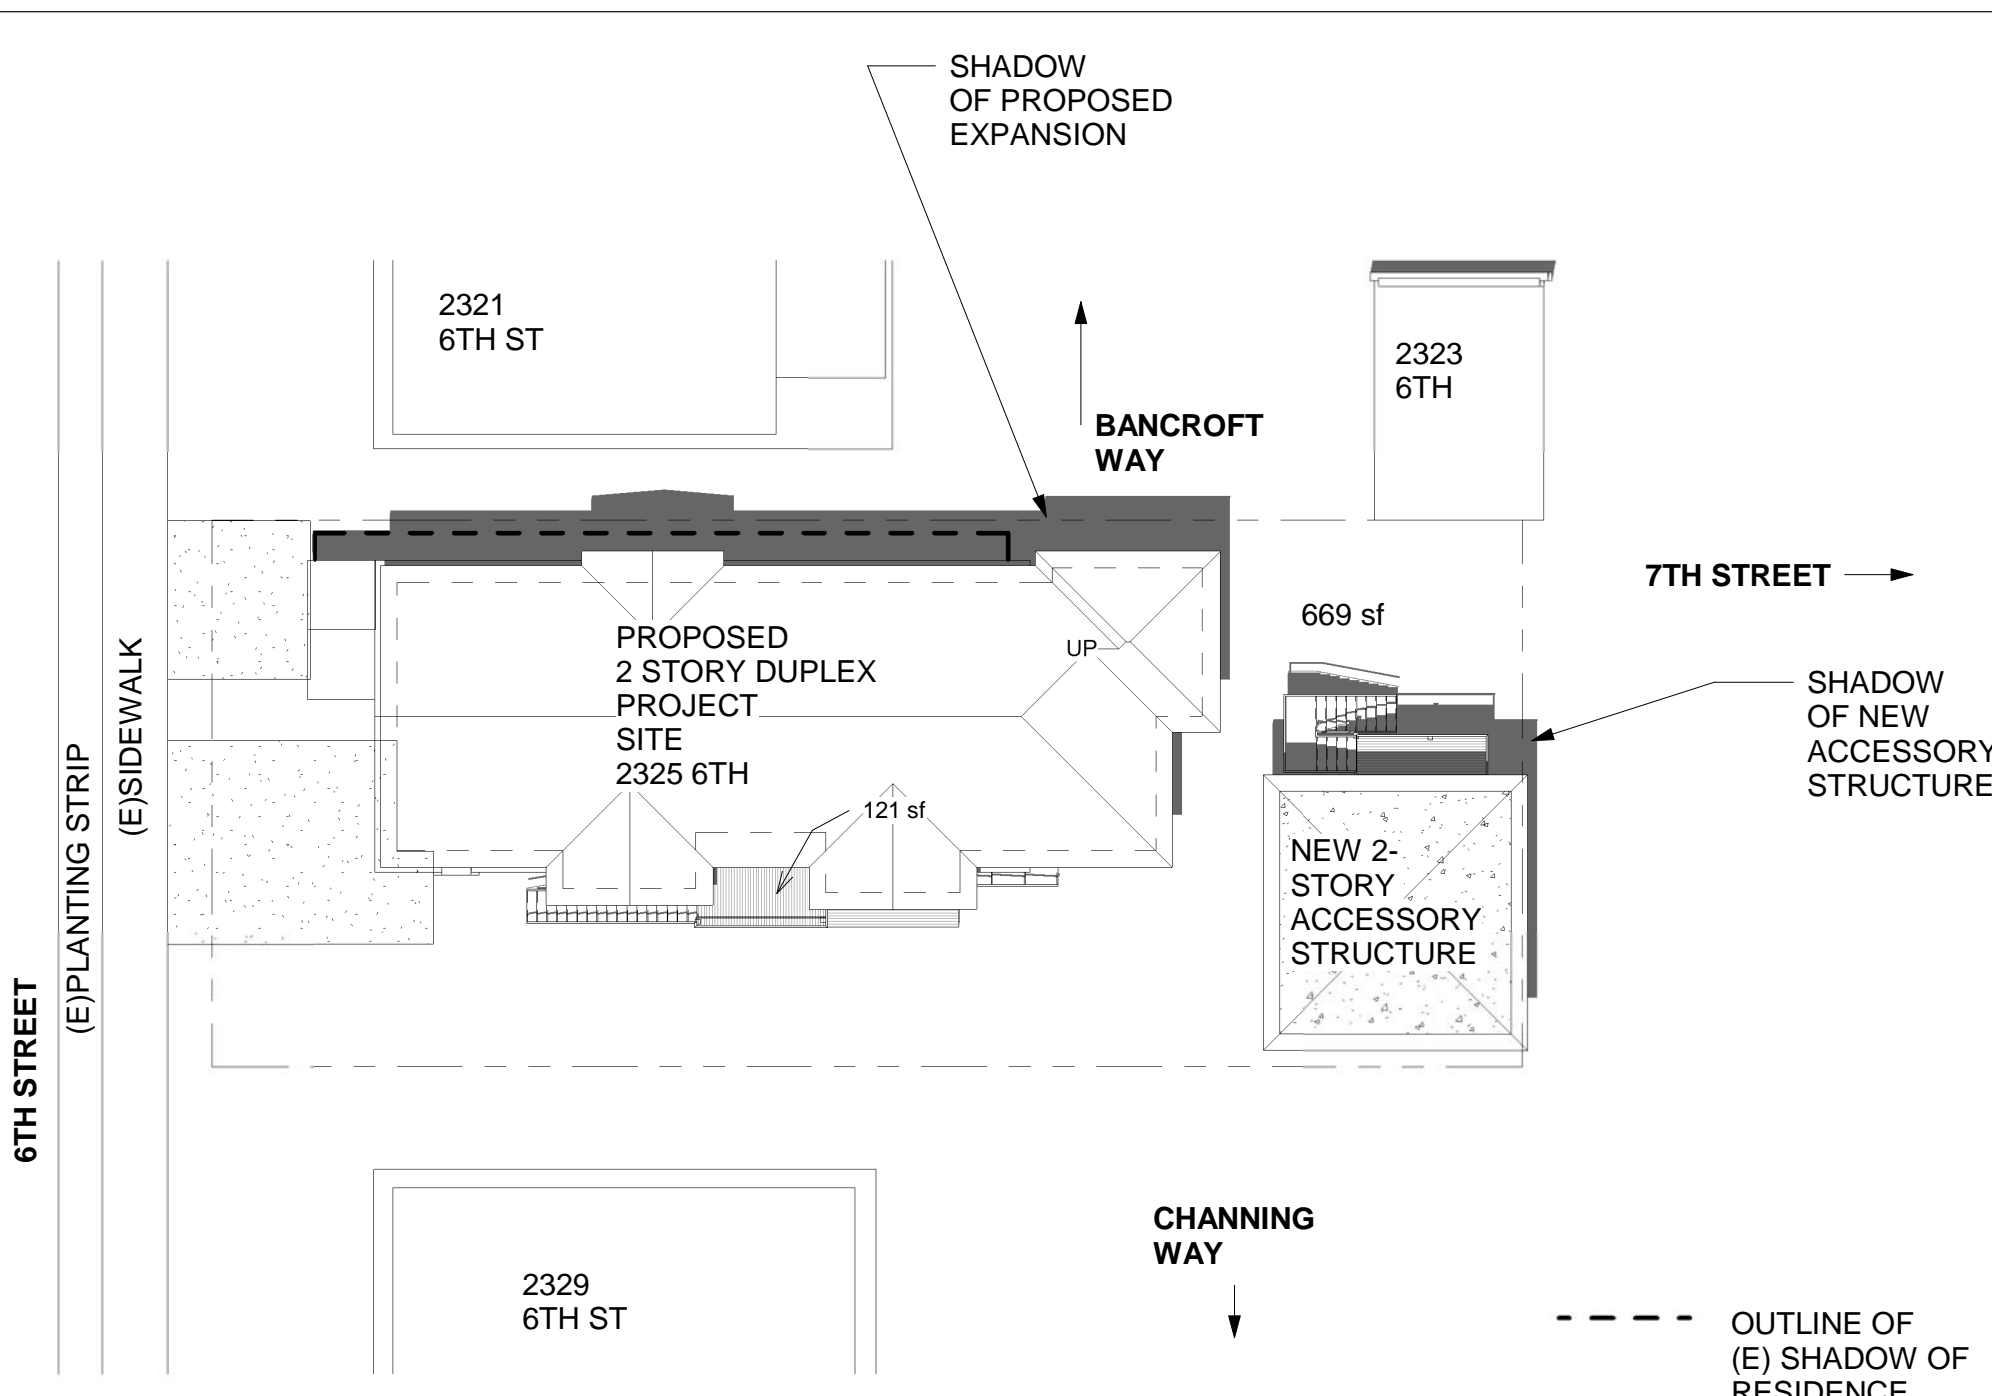 SHADOW
OF PROPOSED
EXPANSION
2321
6TH ST
2323
6TH
BANCROFT
WAY
7TH STREET
669 sf
PROPOSED
2 STORY DUPLEX
PROJECT
SITE
2325 6TH
UP
121 sf
SHADOW
OF NEW
ACCESSORY
STRUCTURE
NEW 2-
STORY
ACCESSORY
STRUCTURE
6TH STREET
(E)PLANTING STRIP
(E)SIDEWALK
CHANNING
WAY
2329
6TH ST
OUTLINE OF
(E) SHADOW OF
RESIDENCE